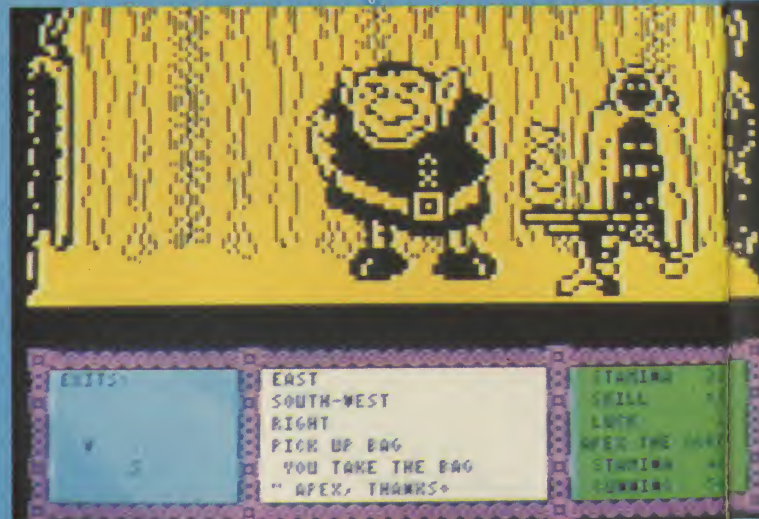 EXITS:
W
S
EAST
SOUTH-WEST
RIGHT
PICK UP BAG
YOU TAKE THE BAG
" APEX, THANKS+
STAMINA
SKILL
LUCK
APEX THE
STAMINA
CUNNING